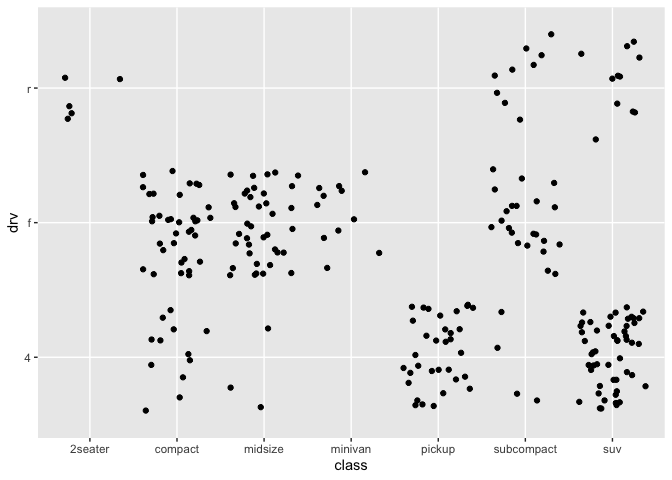 r
f
drv
4
2seater compact midsize minivan pickup subcompact suv
class